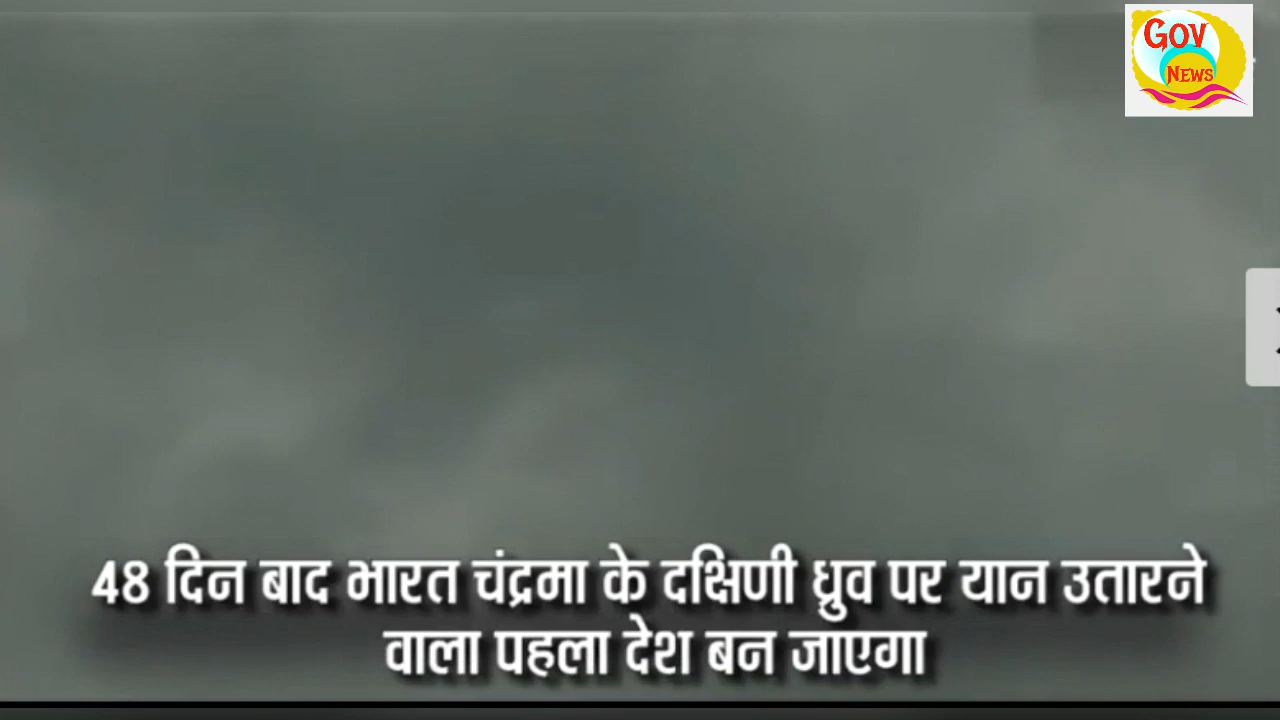 Gov
News
48 दिन बाद भारत चंद्रमा के दक्षिणी ध्रुव पर यान उतारने
वाला पहला देश बन जाएगा